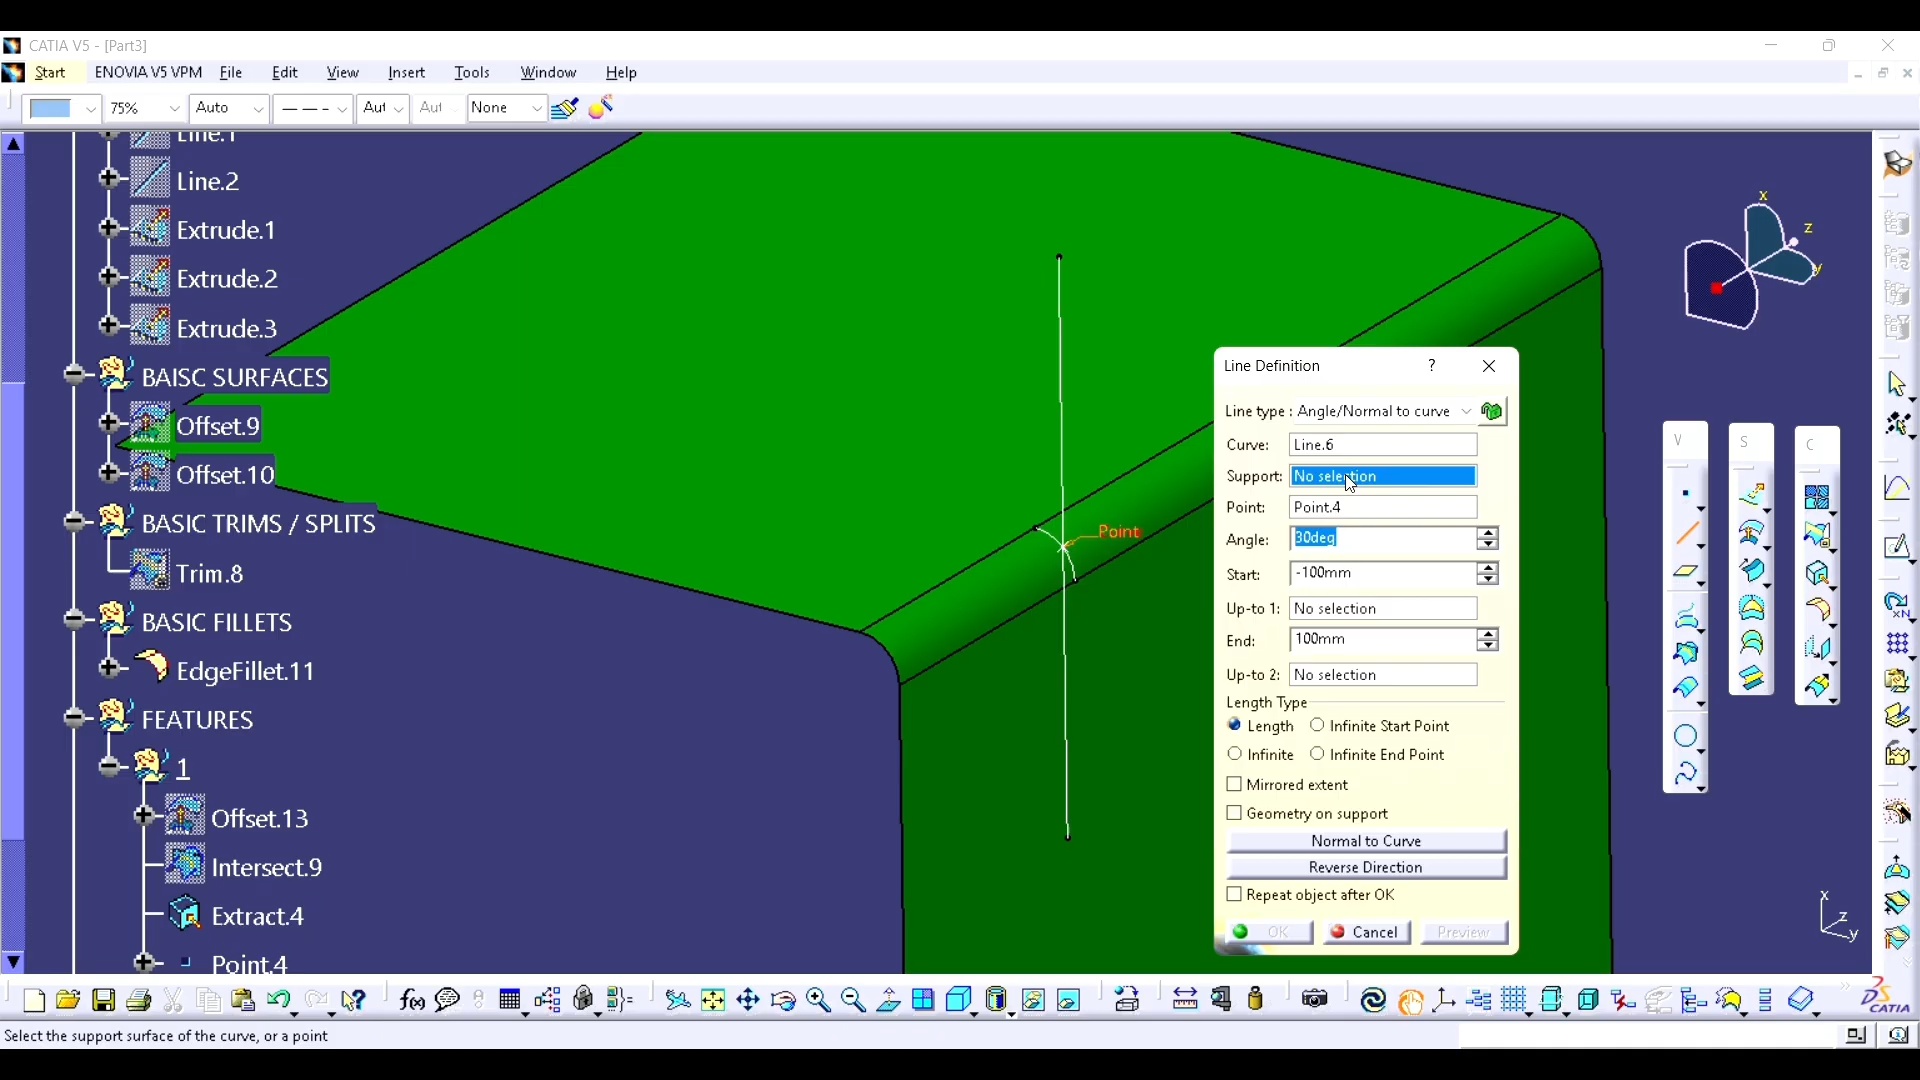 CATIA V5 - [Part3]
Start ENOVIA V5 VPM File Edit View Insert Tools Window Help
75% Auto Aut Aut None
Line.1
Line.2
Extrude.1
Extrude.2
Extrude.3
BAISC SURFACES
Offset.9
Offset.10
BASIC TRIMS / SPLITS
Trim.8
BASIC FILLETS
EdgeFillet.11
FEATURES
1
Offset.13
Intersect.9
Extract.4
Point.4
Point
x
z
y
Line Definition ?
Line type : Angle/Normal to curve
Curve: Line.6
Support: No selection
Point: Point.4
Angle: 30deg
Start: -100mm
Up-to 1: No selection
End: 100mm
Up-to 2: No selection
Length Type
Length Infinite Start Point
Infinite Infinite End Point
Mirrored extent
Geometry on support
Normal to Curve
Reverse Direction
Repeat object after OK
OK Cancel Preview
V S C
x
z
y
CATIA
Select the support surface of the curve, or a point